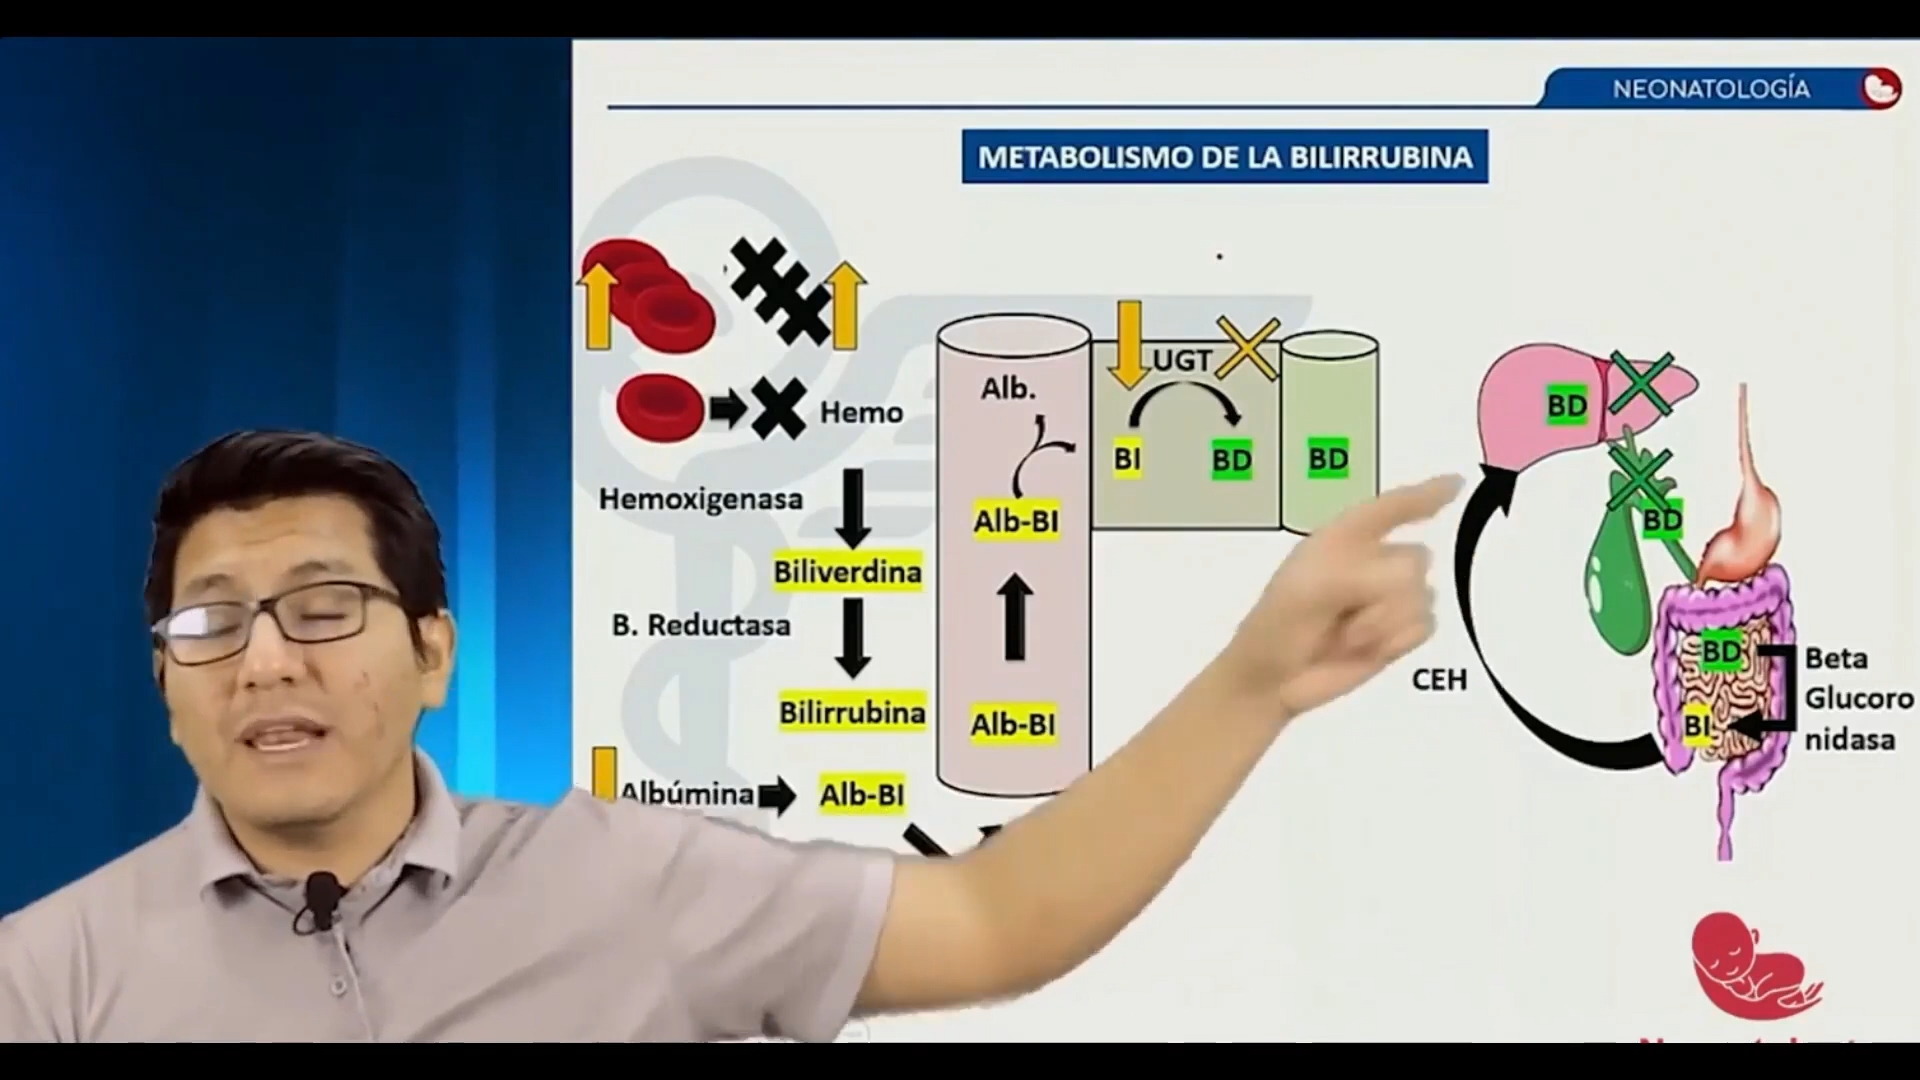 NEONATOLOGÍA
METABOLISMO DE LA BILIRRUBINA
Hemo
Hemoxigenasa
Biliverdina
B. Reductasa
Bilirrubina
Albúmina
Alb-BI
Alb.
Alb-BI
Alb-BI
UGT
BI
BD
BD
BD
BD
CEH
BD
BI
Beta
Glucoro
nidasa